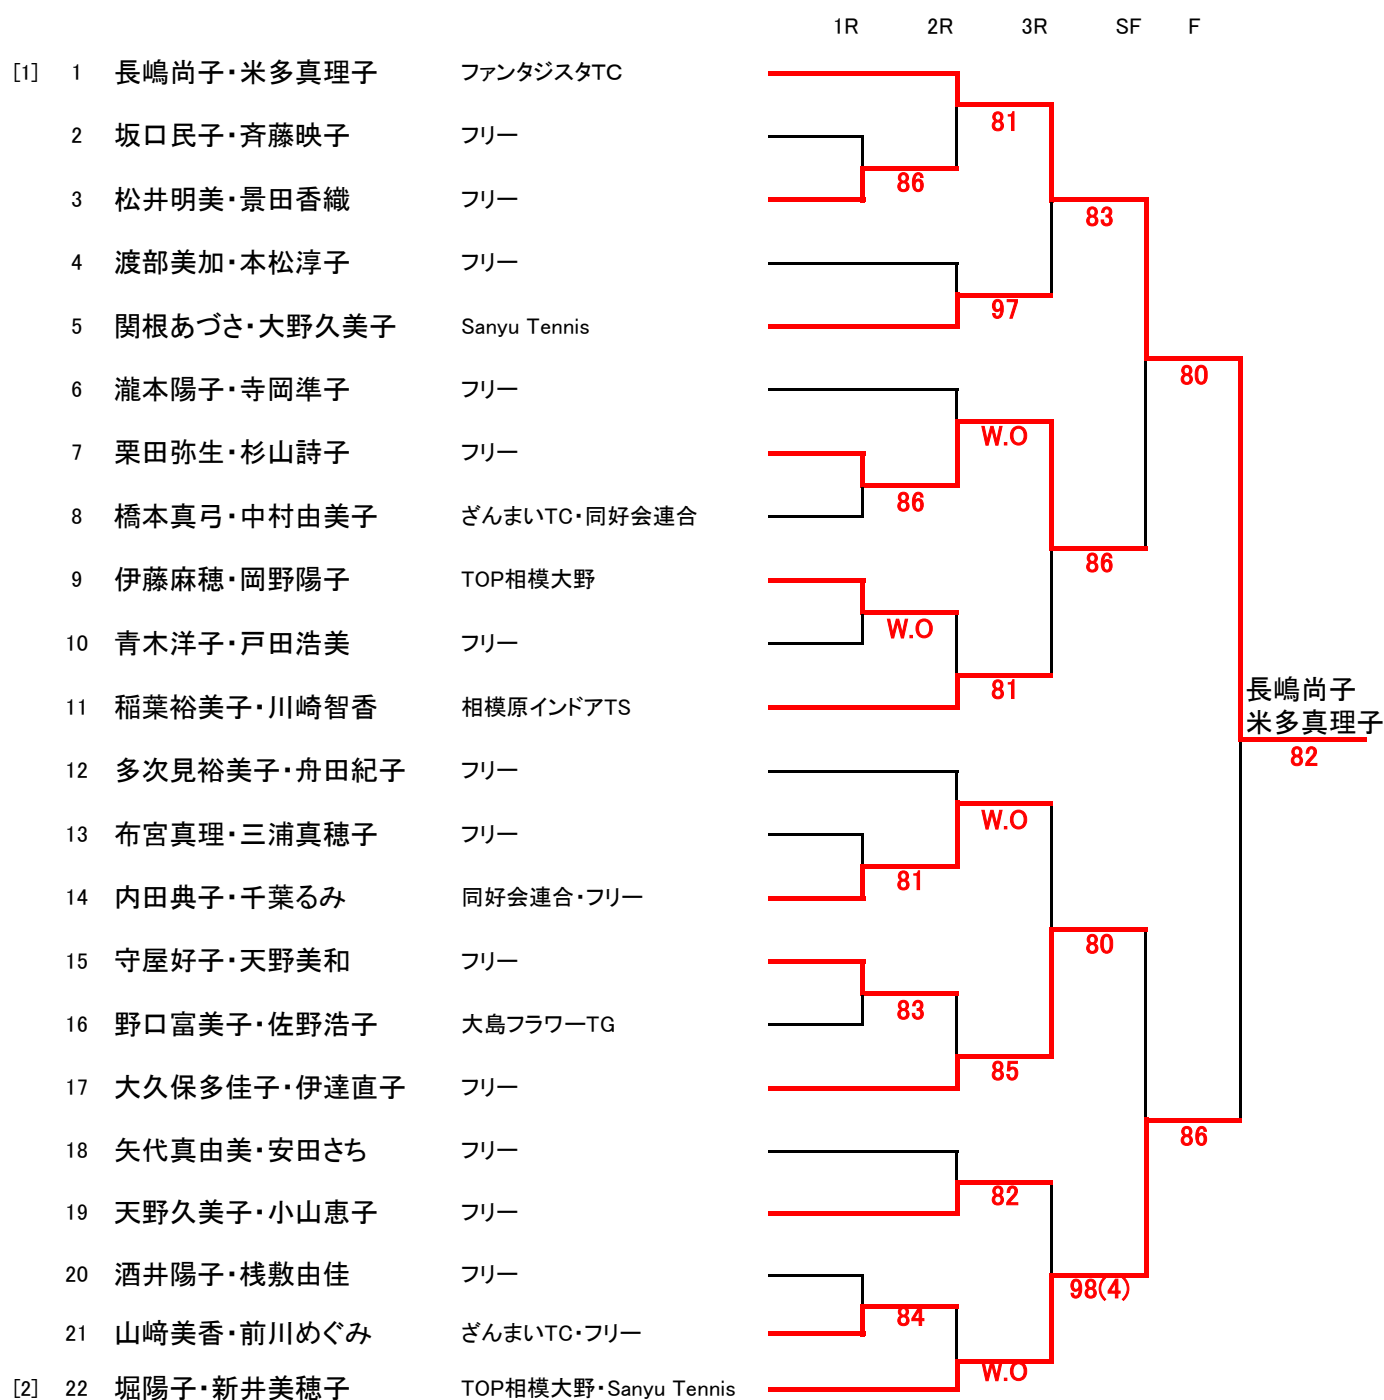 1R 2R 3R SF F
[1] 1 長嶋尚子・米多真理子 ファンタジスタTC
81
2 坂口民子・斉藤映子 フリー
86
3 松井明美・景田香織 フリー
83
4 渡部美加・本松淳子 フリー
97
5 関根あづさ・大野久美子 Sanyu Tennis
80
6 瀧本陽子・寺岡準子 フリー
W.O
7 栗田弥生・杉山詩子 フリー
86
8 橋本真弓・中村由美子 ざんまいTC・同好会連合
86
9 伊藤麻穂・岡野陽子 TOP相模大野
W.O
10 青木洋子・戸田浩美 フリー
81
長嶋尚子
11 稲葉裕美子・川崎智香 相模原インドアTS
米多真理子
82
12 多次見裕美子・舟田紀子 フリー
W.O
13 布宮真理・三浦真穂子 フリー
81
14 内田典子・千葉るみ 同好会連合・フリー
80
15 守屋好子・天野美和 フリー
83
16 野口富美子・佐野浩子 大島フラワーTG
85
17 大久保多佳子・伊達直子 フリー
86
18 矢代真由美・安田さち フリー
82
19 天野久美子・小山恵子 フリー
20 酒井陽子・桟敷由佳 フリー
98(4)
84
21 山﨑美香・前川めぐみ ざんまいTC・フリー
W.O
[2] 22 堀陽子・新井美穂子 TOP相模大野・Sanyu Tennis